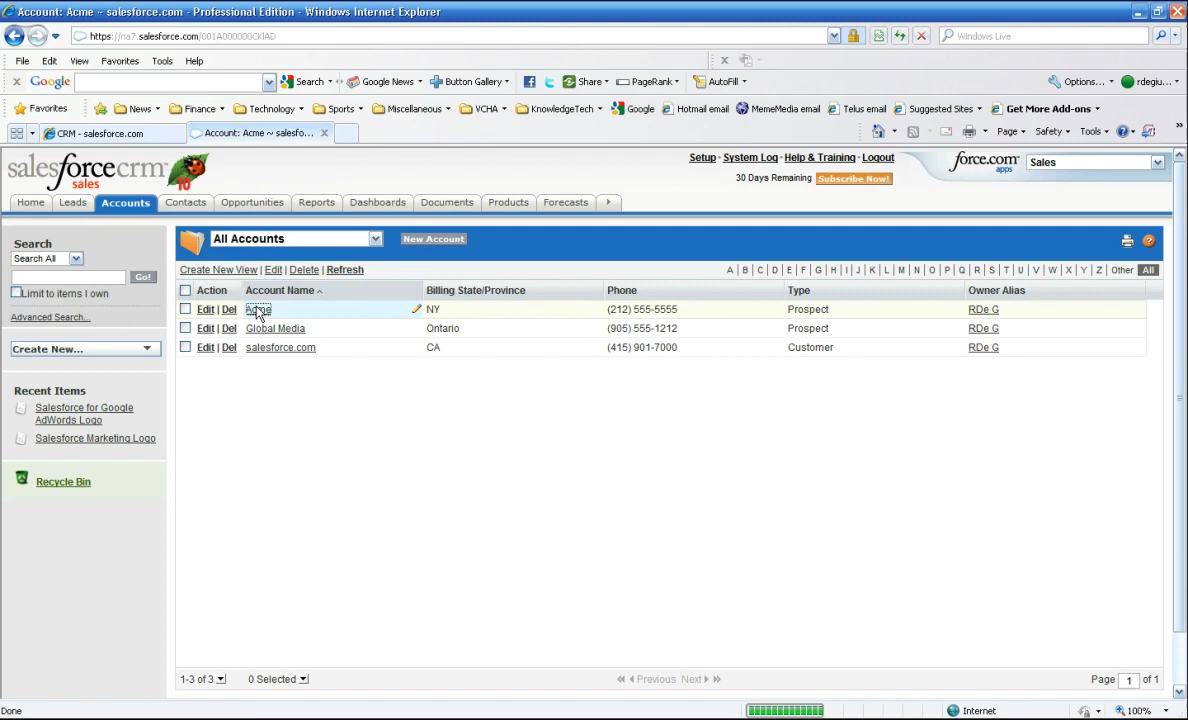 Account: Acme ~ salesforce.com - Professional Edition - Windows Internet Explorer
https://na7.salesforce.com/001A000000CKlAD
Windows Live
File Edit View Favorites Tools Help
Google Search Google News Button Gallery Share PageRank AutoFill Options... rdegiu...
Favorites News Finance Technology Sports Miscellaneous VCHA KnowledgeTech Google Hotmail email MemeMedia email Telus email Suggested Sites Get More Add-ons
CRM - salesforce.com Account: Acme ~ salesfo... Page Safety Tools
salesforcecrm
sales
10
Setup · System Log · Help & Training · Logout
force.com
apps
Sales
30 Days Remaining Subscribe Now!
Home Leads Accounts Contacts Opportunities Reports Dashboards Documents Products Forecasts
Search
Search All
Go!
Limit to items I own
Advanced Search...
Create New...
Recent Items
Salesforce for Google
AdWords Logo
Salesforce Marketing Logo
Recycle Bin
All Accounts New Account
Create New View | Edit | Delete | Refresh
A | B | C | D | E | F | G | H | I | J | K | L | M | N | O | P | Q | R | S | T | U | V | W | X | Y | Z | Other All
Action Account Name Billing State/Province Phone Type Owner Alias
Edit | Del Acme NY (212) 555-5555 Prospect RDe G
Edit | Del Global Media Ontario (905) 555-1212 Prospect RDe G
Edit | Del salesforce.com CA (415) 901-7000 Customer RDe G
1-3 of 3 0 Selected Previous Next Page 1 of 1
Done Internet 100%